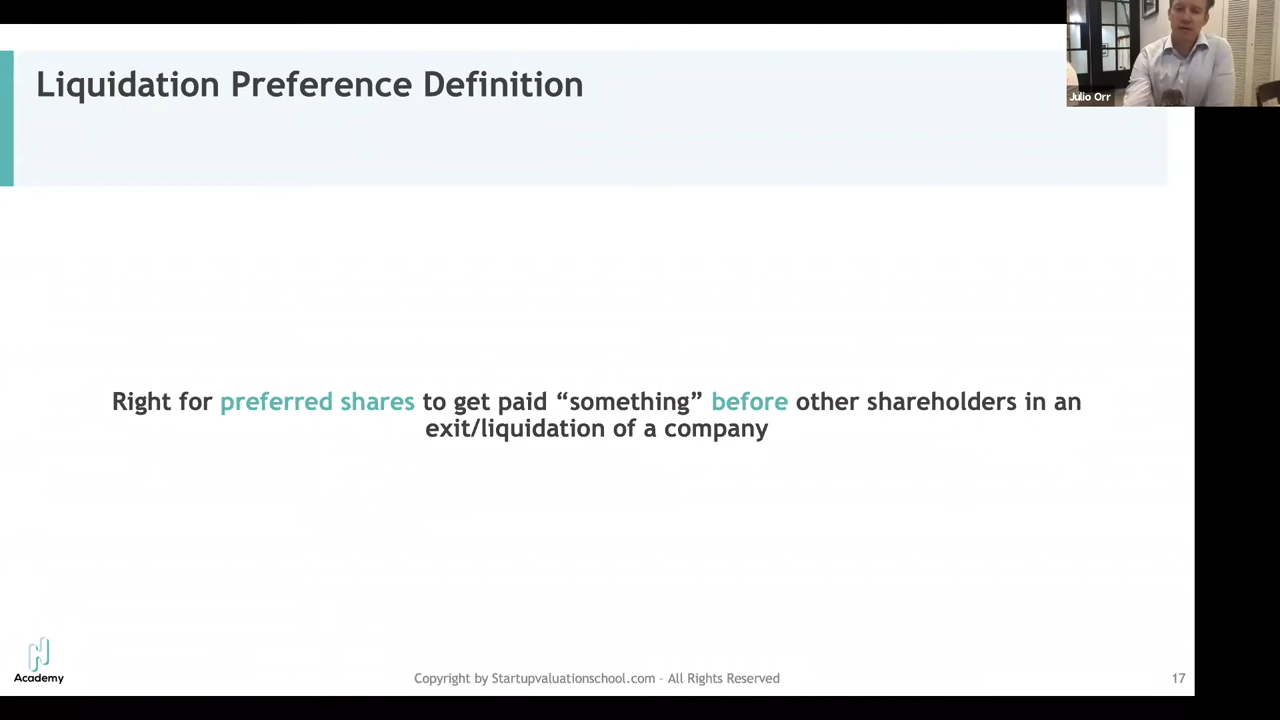 Liquidation Preference Definition
Julio Orr
Right for preferred shares to get paid “something” before other shareholders in an
exit/liquidation of a company
Academy
Copyright by Startupvaluationschool.com – All Rights Reserved
17